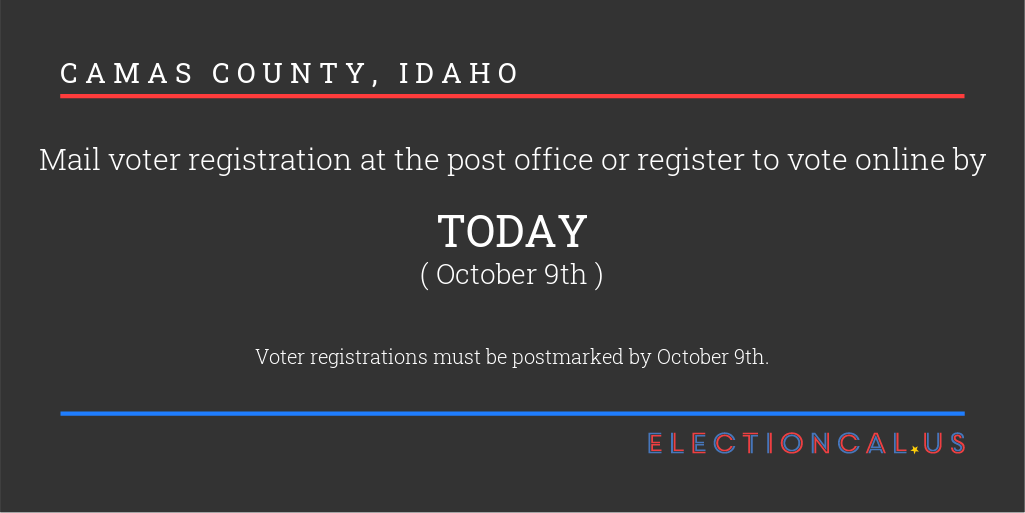 CAMAS COUNTY, IDAHO
Mail voter registration at the post office or register to vote online by
TODAY
( October 9th )
Voter registrations must be postmarked by October 9th.
ELECTIONCAL.US